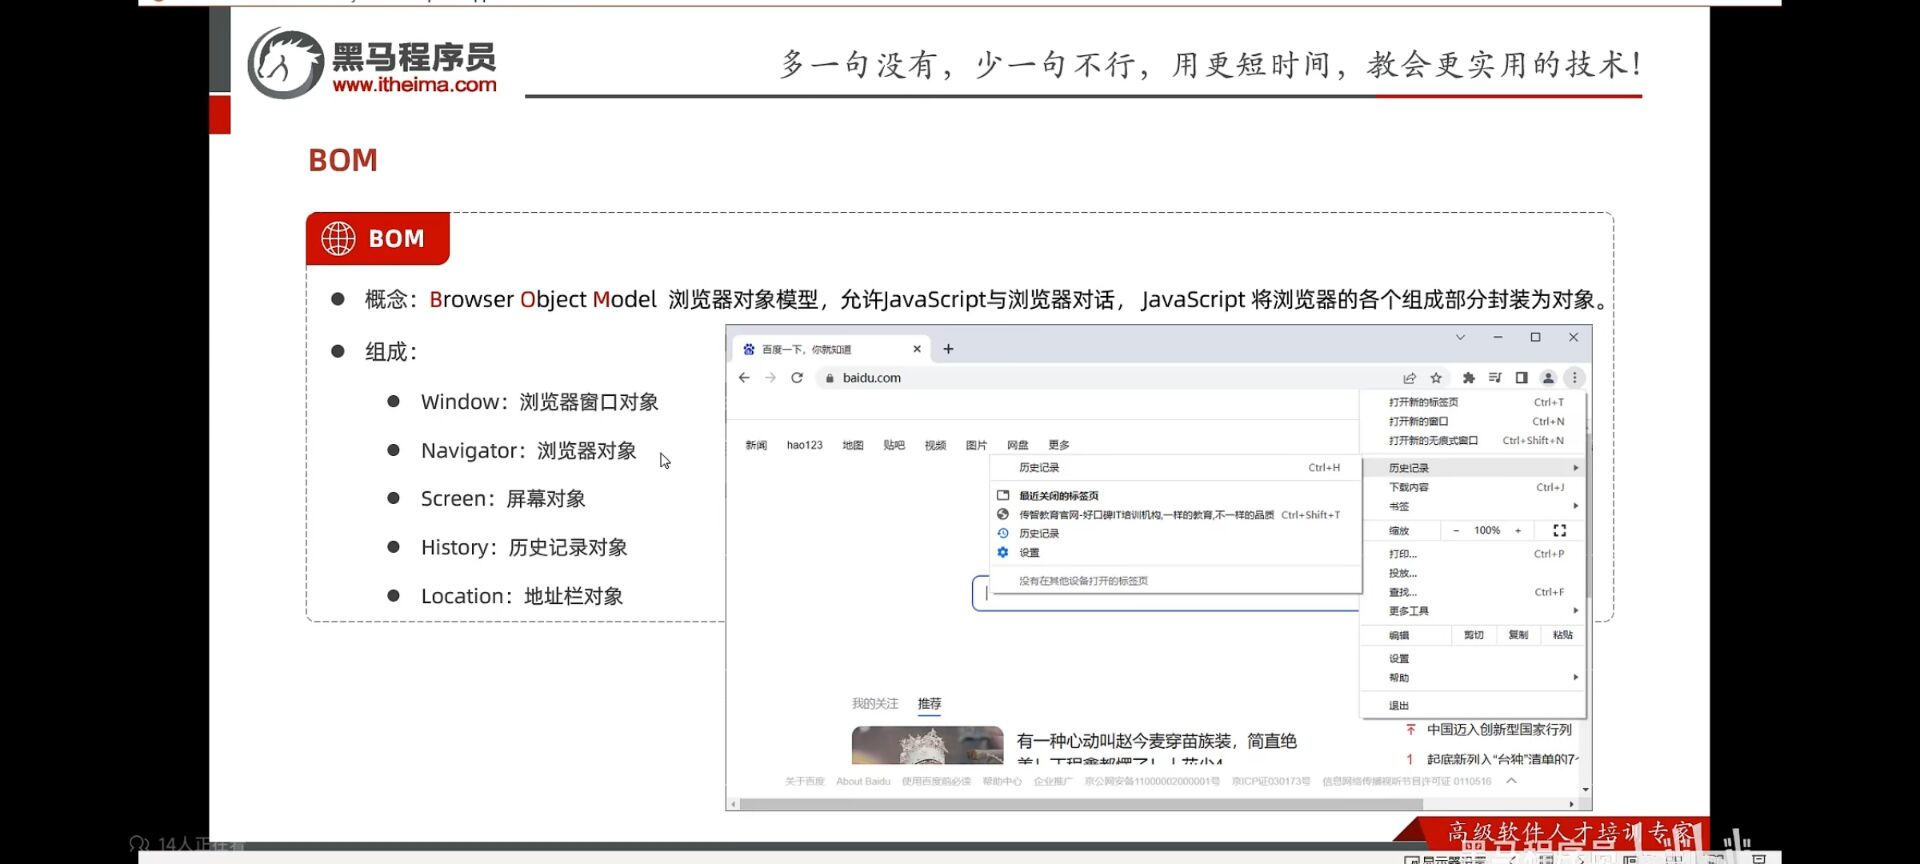 黑马程序员
www.itheima.com
多一句没有，少一句不行，用更短时间，教会更实用的技术！
BOM
BOM
概念：Browser Object Model 浏览器对象模型，允许JavaScript与浏览器对话， JavaScript 将浏览器的各个组成部分封装为对象。
组成：
Window：浏览器窗口对象
Navigator：浏览器对象
Screen：屏幕对象
History：历史记录对象
Location：地址栏对象
百度一下，你就知道
baidu.com
新闻 hao123 地图 贴吧 视频 图片 网盘 更多
历史记录 Ctrl+H
最近关闭的标签页
传智教育官网-好口碑IT培训机构,一样的教育,不一样的品质 Ctrl+Shift+T
历史记录
设置
没有在其他设备打开的标签页
打开新的标签页 Ctrl+T
打开新的窗口 Ctrl+N
打开新的无痕式窗口 Ctrl+Shift+N
历史记录
下载内容 Ctrl+J
书签
缩放 - 100% +
打印... Ctrl+P
投放...
查找... Ctrl+F
更多工具
编辑 剪切 复制 粘贴
设置
帮助
退出
我的关注 推荐
有一种心动叫赵今麦穿苗族装，简直绝
中国迈入创新型国家行列
1 起底新列入“台独”清单的7
关于百度 About Baidu 使用百度前必读 帮助中心 企业推广 京公网安备11000002000001号 京ICP证030173号 信息网络传播视听节目许可证 0110516
高级软件人才培训专家
黑马程序员
14人正在看
显示器设置